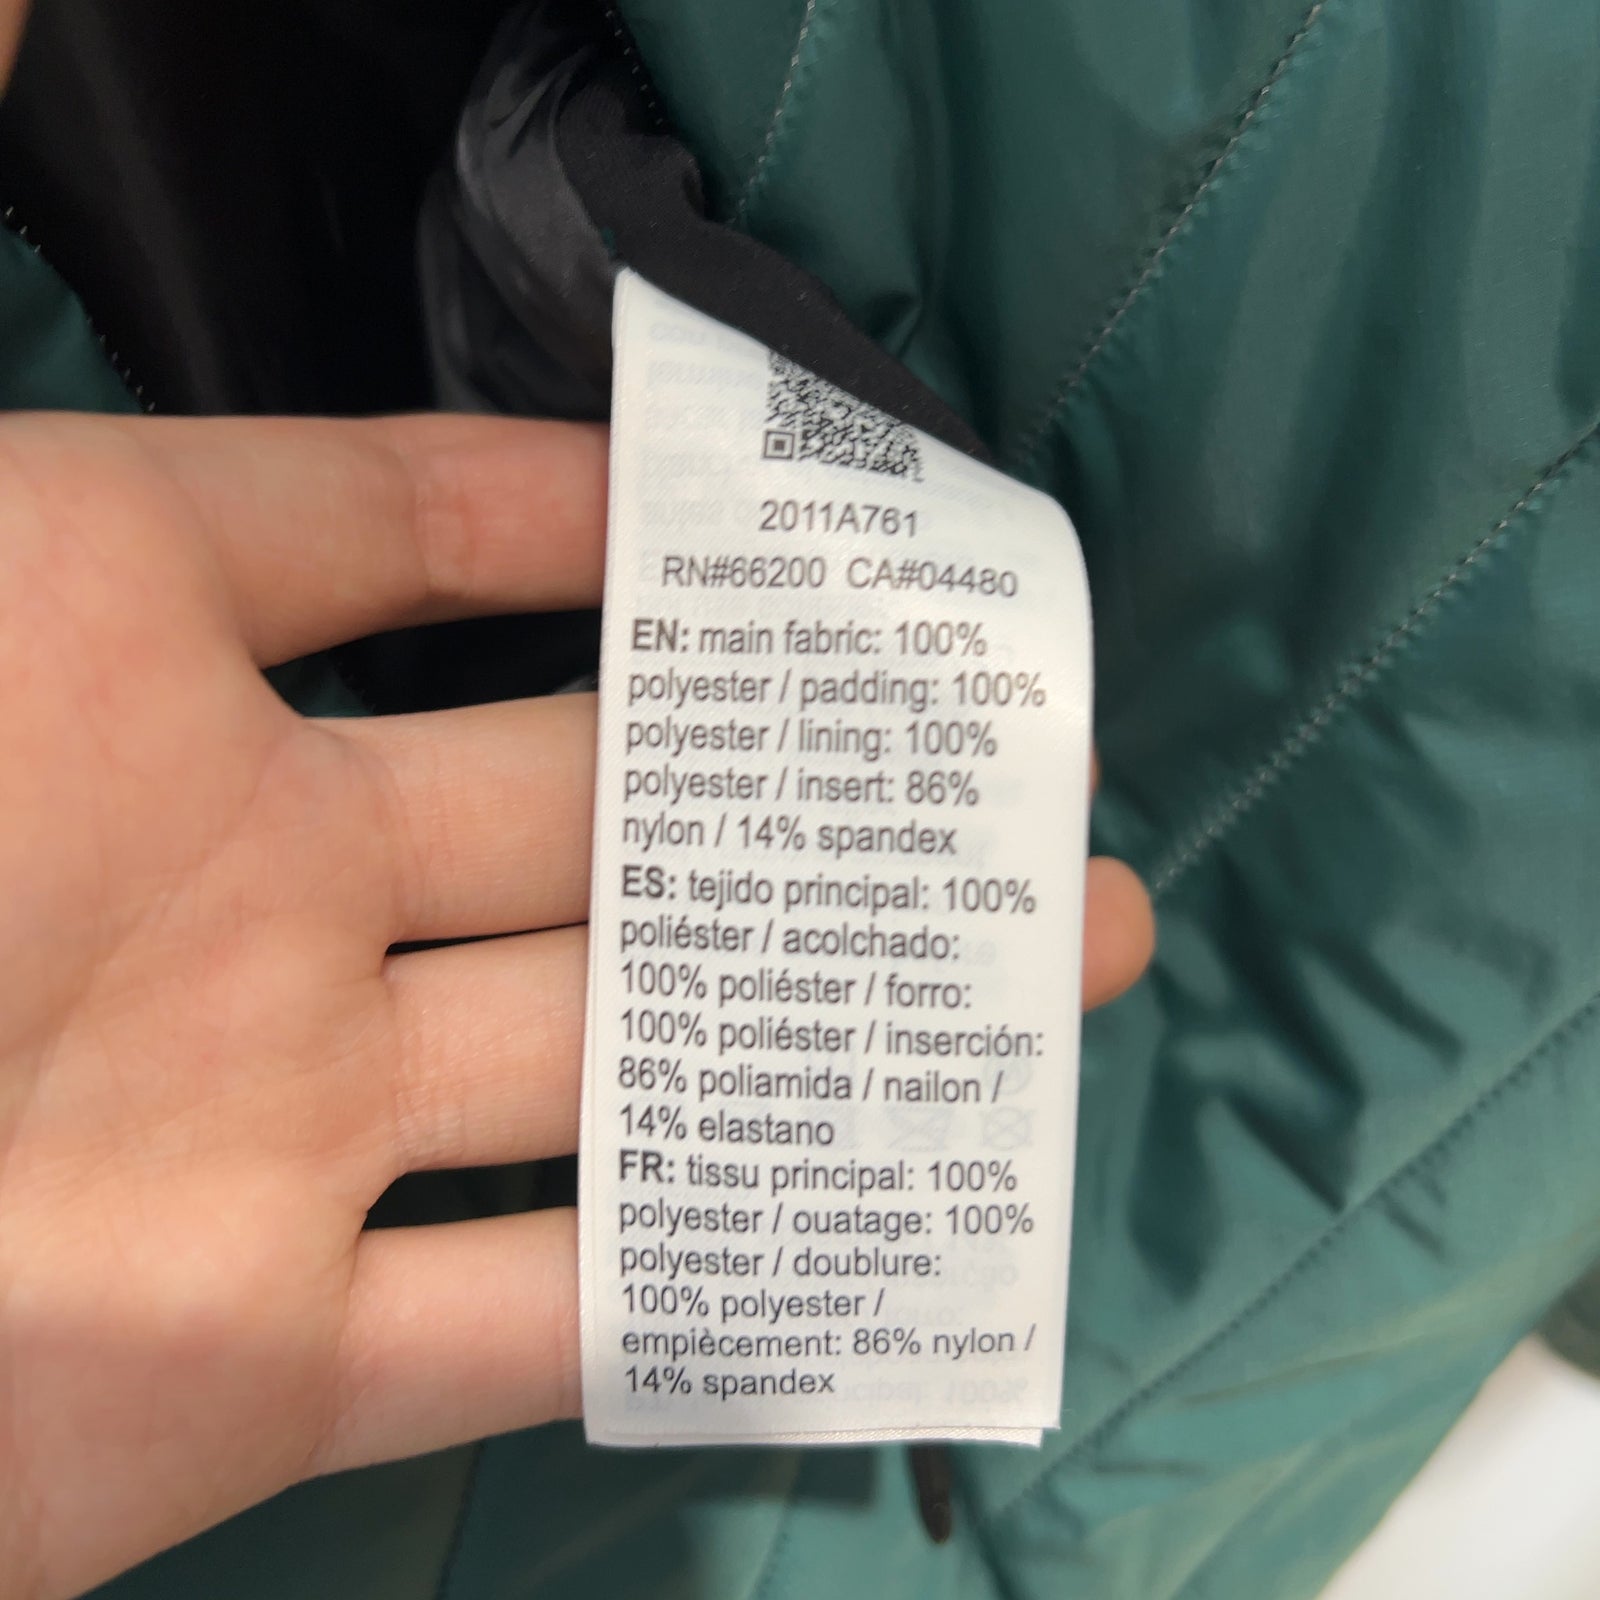 2011A761
RN#66200 CA#04480
EN: main fabric: 100%
polyester / padding: 100%
polyester / lining: 100%
polyester / insert: 86%
nylon / 14% spandex
ES: tejido principal: 100%
poliéster / acolchado:
100% poliéster / forro:
100% poliéster / inserción:
86% poliamida / nailon /
14% elastano
FR: tissu principal: 100%
polyester / ouatage: 100%
polyester / doublure:
100% polyester /
empiècement: 86% nylon /
14% spandex